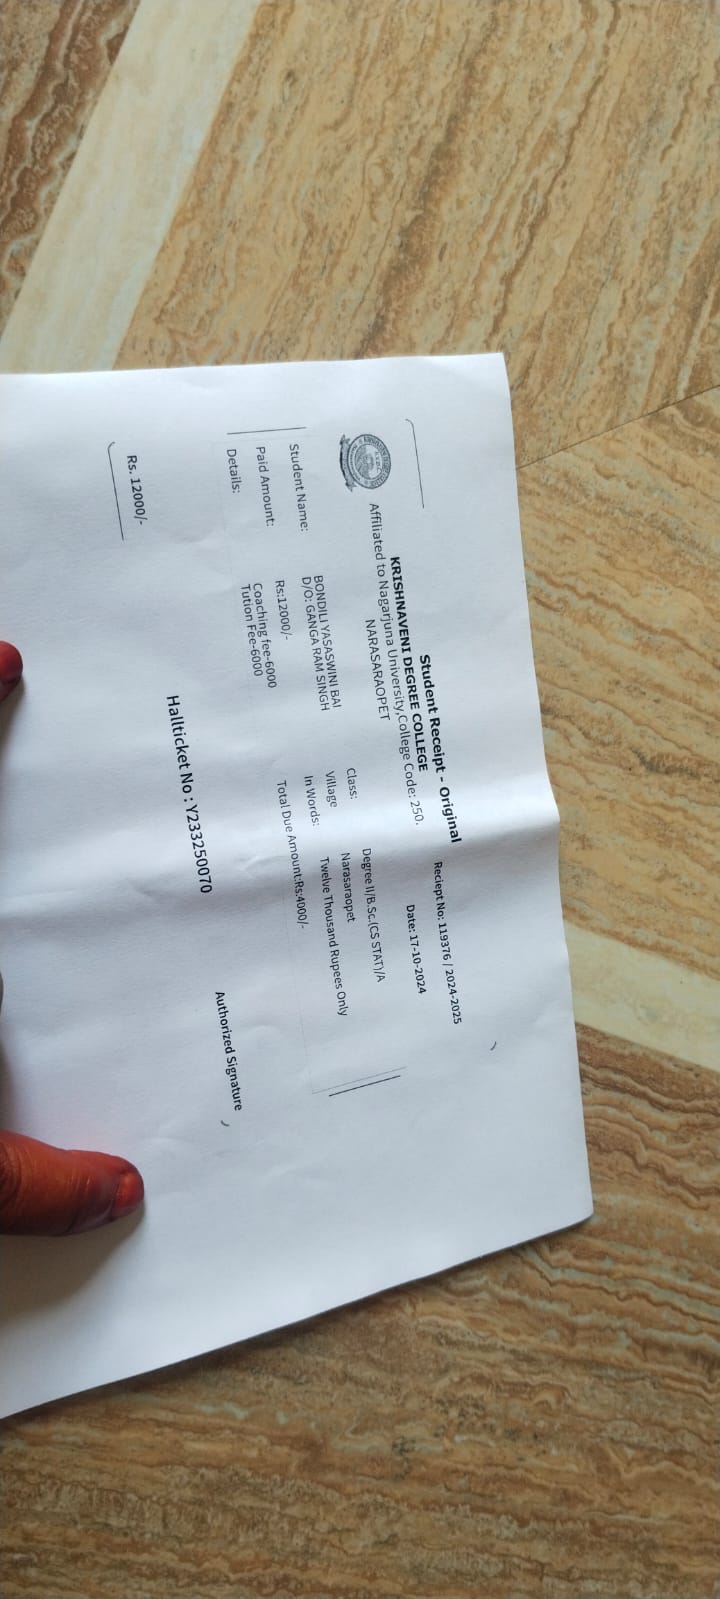 Student Receipt - Original
Reciept No: 119376 / 2024-2025
KRISHNAVENI DEGREE COLLEGE
Affiliated to Nagarjuna University,College Code: 250.
Date: 17-10-2024
NARASARAOPET
Student Name: BONDILI YASASWINI BAI
D/O: GANGA RAM SINGH
Class: Degree II/B.Sc.(CS STAT)/A
Village Narasaraopet
Paid Amount: Rs:12000/-
In Words: Twelve Thousand Rupees Only
Details: Coaching fee-6000
Tution Fee-6000
Total Due Amount:Rs:4000/-
Hallticket No : Y233250070
Rs. 12000/-
Authorized Signature